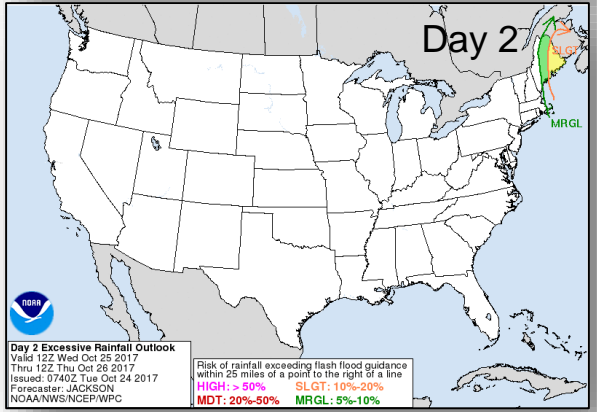 Day 2
SLGT
MRGL
NOAA
Day 2 Excessive Rainfall Outlook
Valid 12Z Wed Oct 25 2017
Thru 12Z Thu Oct 26 2017
Issued: 0740Z Tue Oct 24 2017
Forecaster: JACKSON
NOAA/NWS/NCEP/WPC
Risk of rainfall exceeding flash flood guidance
within 25 miles of a point to the right of a line
HIGH: > 50% SLGT: 10%-20%
MDT: 20%-50% MRGL: 5%-10%